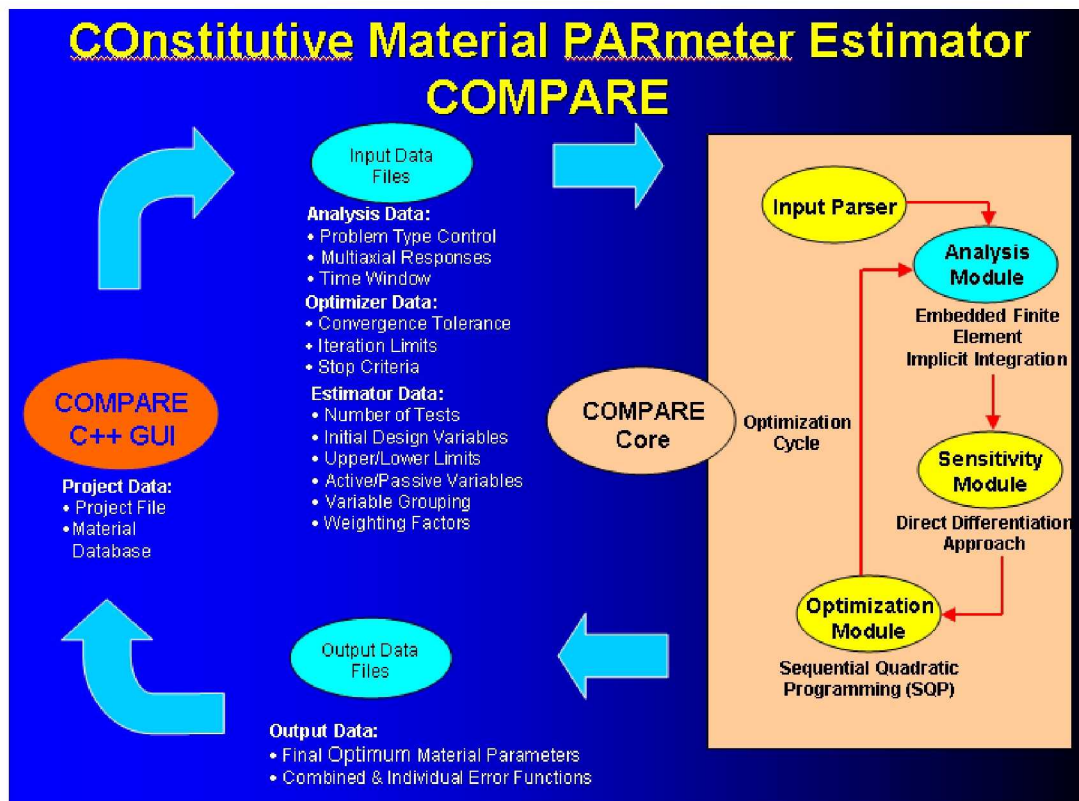 COnstitutive Material PARmeter Estimator
COMPARE
Input Data
Files
Analysis Data:
• Problem Type Control
• Multiaxial Responses
• Time Window
Optimizer Data:
• Convergence Tolerance
• Iteration Limits
• Stop Criteria
Estimator Data:
• Number of Tests
• Initial Design Variables
• Upper/Lower Limits
• Active/Passive Variables
• Variable Grouping
• Weighting Factors
COMPARE
C++ GUI
Project Data:
• Project File
• Material
Database
COMPARE
Core
Input Parser
Analysis
Module
Embedded Finite
Element
Implicit Integration
Optimization
Cycle
Sensitivity
Module
Direct Differentiation
Approach
Optimization
Module
Sequential Quadratic
Programming (SQP)
Output Data
Files
Output Data:
• Final Optimum Material Parameters
• Combined & Individual Error Functions